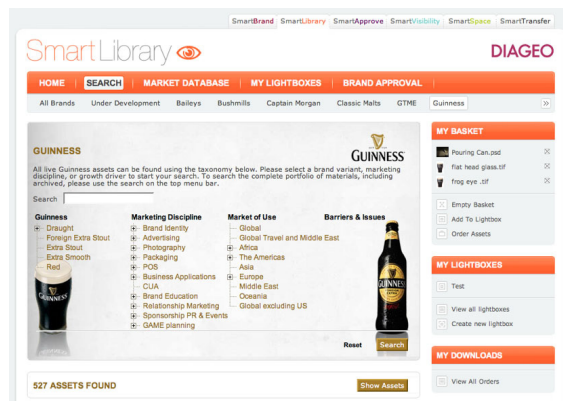 SmartBrand SmartLibrary SmartApprove SmartVisibility SmartSpace SmartTransfer
SmartLibrary
DIAGEO
HOME SEARCH MARKET DATABASE MY LIGHTBOXES BRAND APPROVAL
All Brands Under Development Baileys Bushmills Captain Morgan Classic Malts GTME Guinness
GUINNESS
GUINNESS
All live Guinness assets can be found using the taxonomy below. Please select a brand variant, marketing
discipline, or growth driver to start your search. To search the complete portfolio of materials, including
archived, please use the search on the top menu bar.
Search
Guinness
Draught
Foreign Extra Stout
Extra Stout
Extra Smooth
Red
GUINNESS
Marketing Discipline
Brand Identity
Advertising
Photography
Packaging
POS
Business Applications
CUA
Brand Education
Relationship Marketing
Sponsorship PR & Events
GAME planning
Market of Use
Global
Global Travel and Middle East
Africa
The Americas
Asia
Europe
Middle East
Oceania
Global excluding US
Barriers & Issues
GUINNESS
Reset Search
527 ASSETS FOUND
Show Assets
MY BASKET
Pouring Can.psd
flat head glass.tif
frog eye .tif
Empty Basket
Add To Lightbox
Order Assets
MY LIGHTBOXES
Test
View all lightboxes
Create new lightbox
MY DOWNLOADS
View All Orders